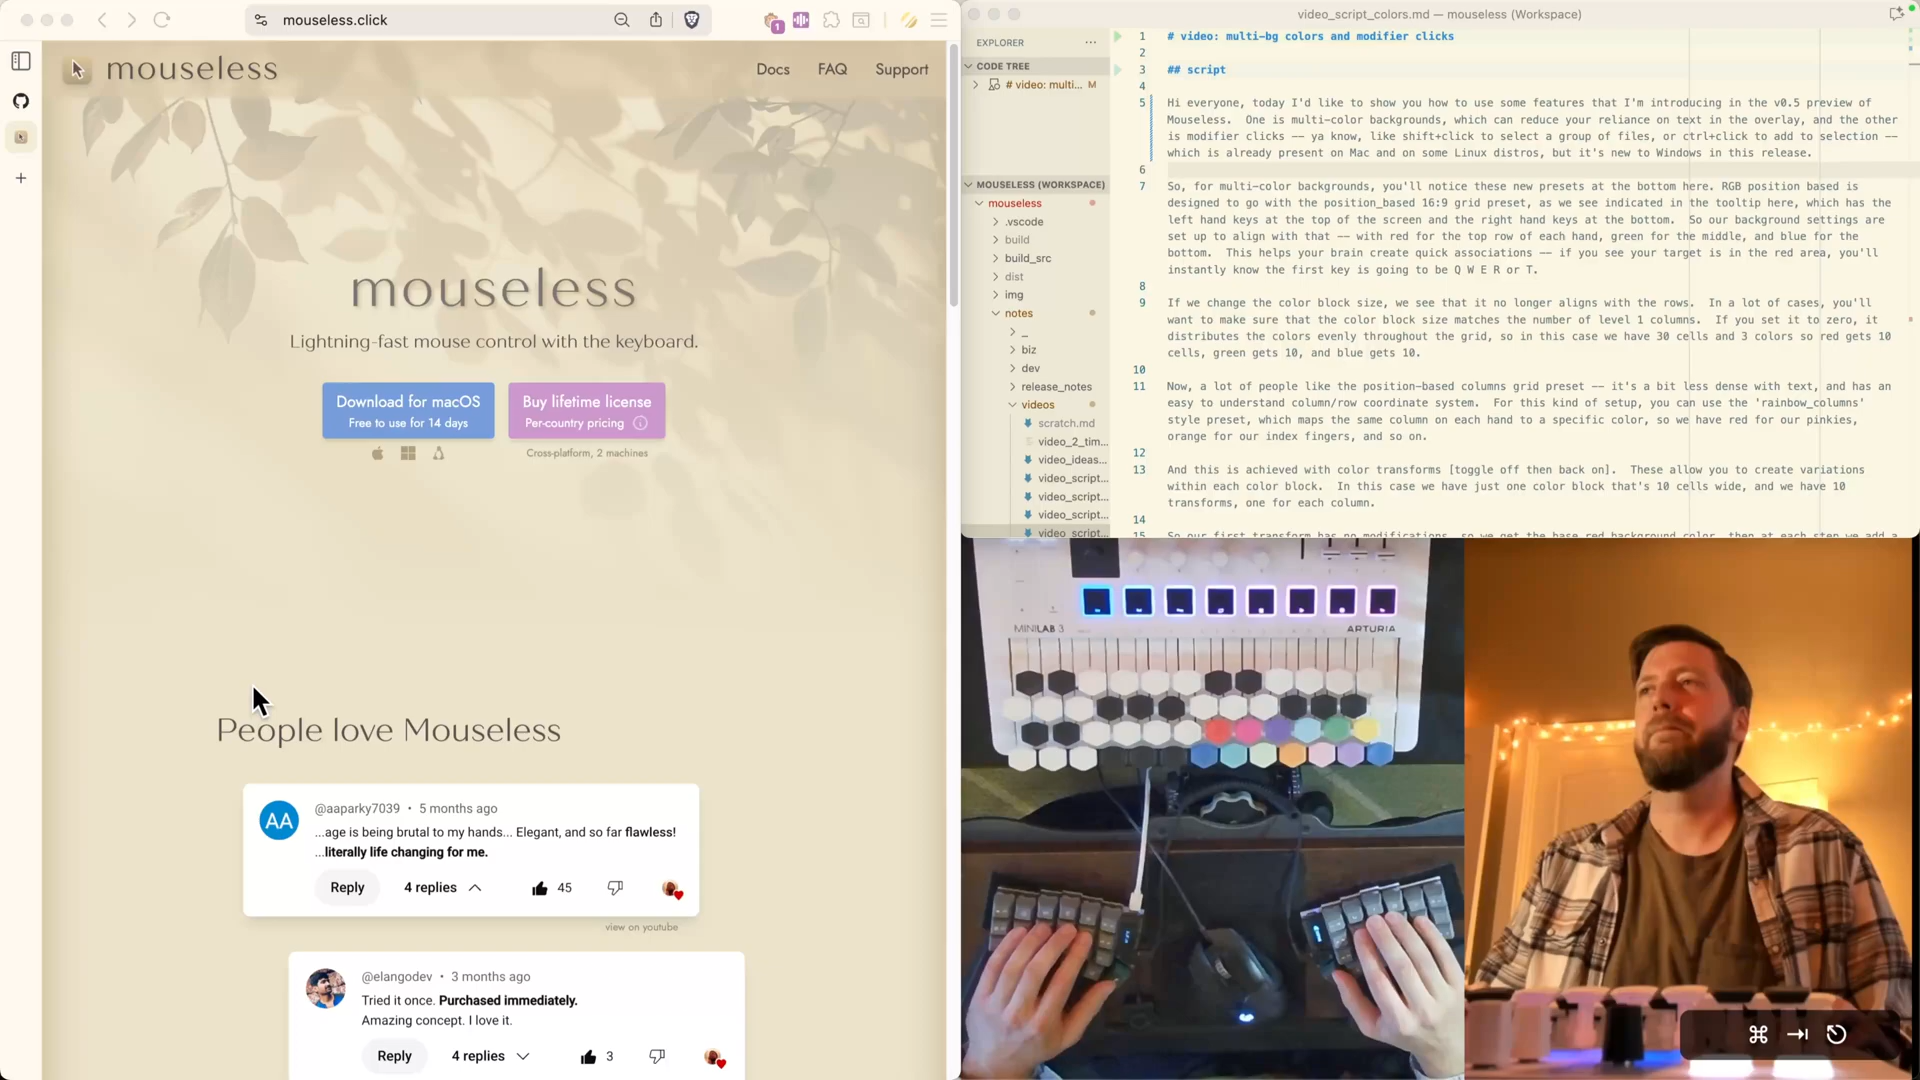 mouseless.click
1
mouseless
Docs
FAQ
Support
mouseless
Lightning-fast mouse control with the keyboard.
Download for macOS
Free to use for 14 days
Buy lifetime license
Per-country pricing
Cross-platform, 2 machines
People love Mouseless
AA
@aaparky7039 • 5 months ago
...age is being brutal to my hands... Elegant, and so far flawless!
...literally life changing for me.
Reply
4 replies
45
view on youtube
@elangodev • 3 months ago
Tried it once. Purchased immediately.
Amazing concept. I love it.
Reply
4 replies
3
video_script_colors.md — mouseless (Workspace)
EXPLORER
CODE TREE
# video: multi... M
MOUSELESS (WORKSPACE)
mouseless
.vscode
build
build_src
dist
img
notes
_
biz
dev
release_notes
videos
scratch.md
video_2_tim...
video_ideas...
video_script...
video_script...
video_script...
video_script...
1 # video: multi-bg colors and modifier clicks
2
3 ## script
4
5 Hi everyone, today I'd like to show you how to use some features that I'm introducing in the v0.5 preview of
Mouseless. One is multi-color backgrounds, which can reduce your reliance on text in the overlay, and the other
is modifier clicks -- ya know, like shift+click to select a group of files, or ctrl+click to add to selection --
which is already present on Mac and on some Linux distros, but it's new to Windows in this release.
6
7 So, for multi-color backgrounds, you'll notice these new presets at the bottom here. RGB position based is
designed to go with the position_based 16:9 grid preset, as we see indicated in the tooltip here, which has the
left hand keys at the top of the screen and the right hand keys at the bottom. So our background settings are
set up to align with that -- with red for the top row of each hand, green for the middle, and blue for the
bottom. This helps your brain create quick associations -- if you see your target is in the red area, you'll
instantly know the first key is going to be Q W E R or T.
8
9 If we change the color block size, we see that it no longer aligns with the rows. In a lot of cases, you'll
want to make sure that the color block size matches the number of level 1 columns. If you set it to zero, it
distributes the colors evenly throughout the grid, so in this case we have 30 cells and 3 colors so red gets 10
cells, green gets 10, and blue gets 10.
10
11 Now, a lot of people like the position-based columns grid preset -- it's a bit less dense with text, and has an
easy to understand column/row coordinate system. For this kind of setup, you can use the 'rainbow_columns'
style preset, which maps the same column on each hand to a specific color, so we have red for our pinkies,
orange for our index fingers, and so on.
12
13 And this is achieved with color transforms [toggle off then back on]. These allow you to create variations
within each color block. In this case we have just one color block that's 10 cells wide, and we have 10
transforms, one for each column.
14
15 So our first transform has no modifications, so we get the base red background color, then at each step we add a
MINILAB 3
ARTURIA